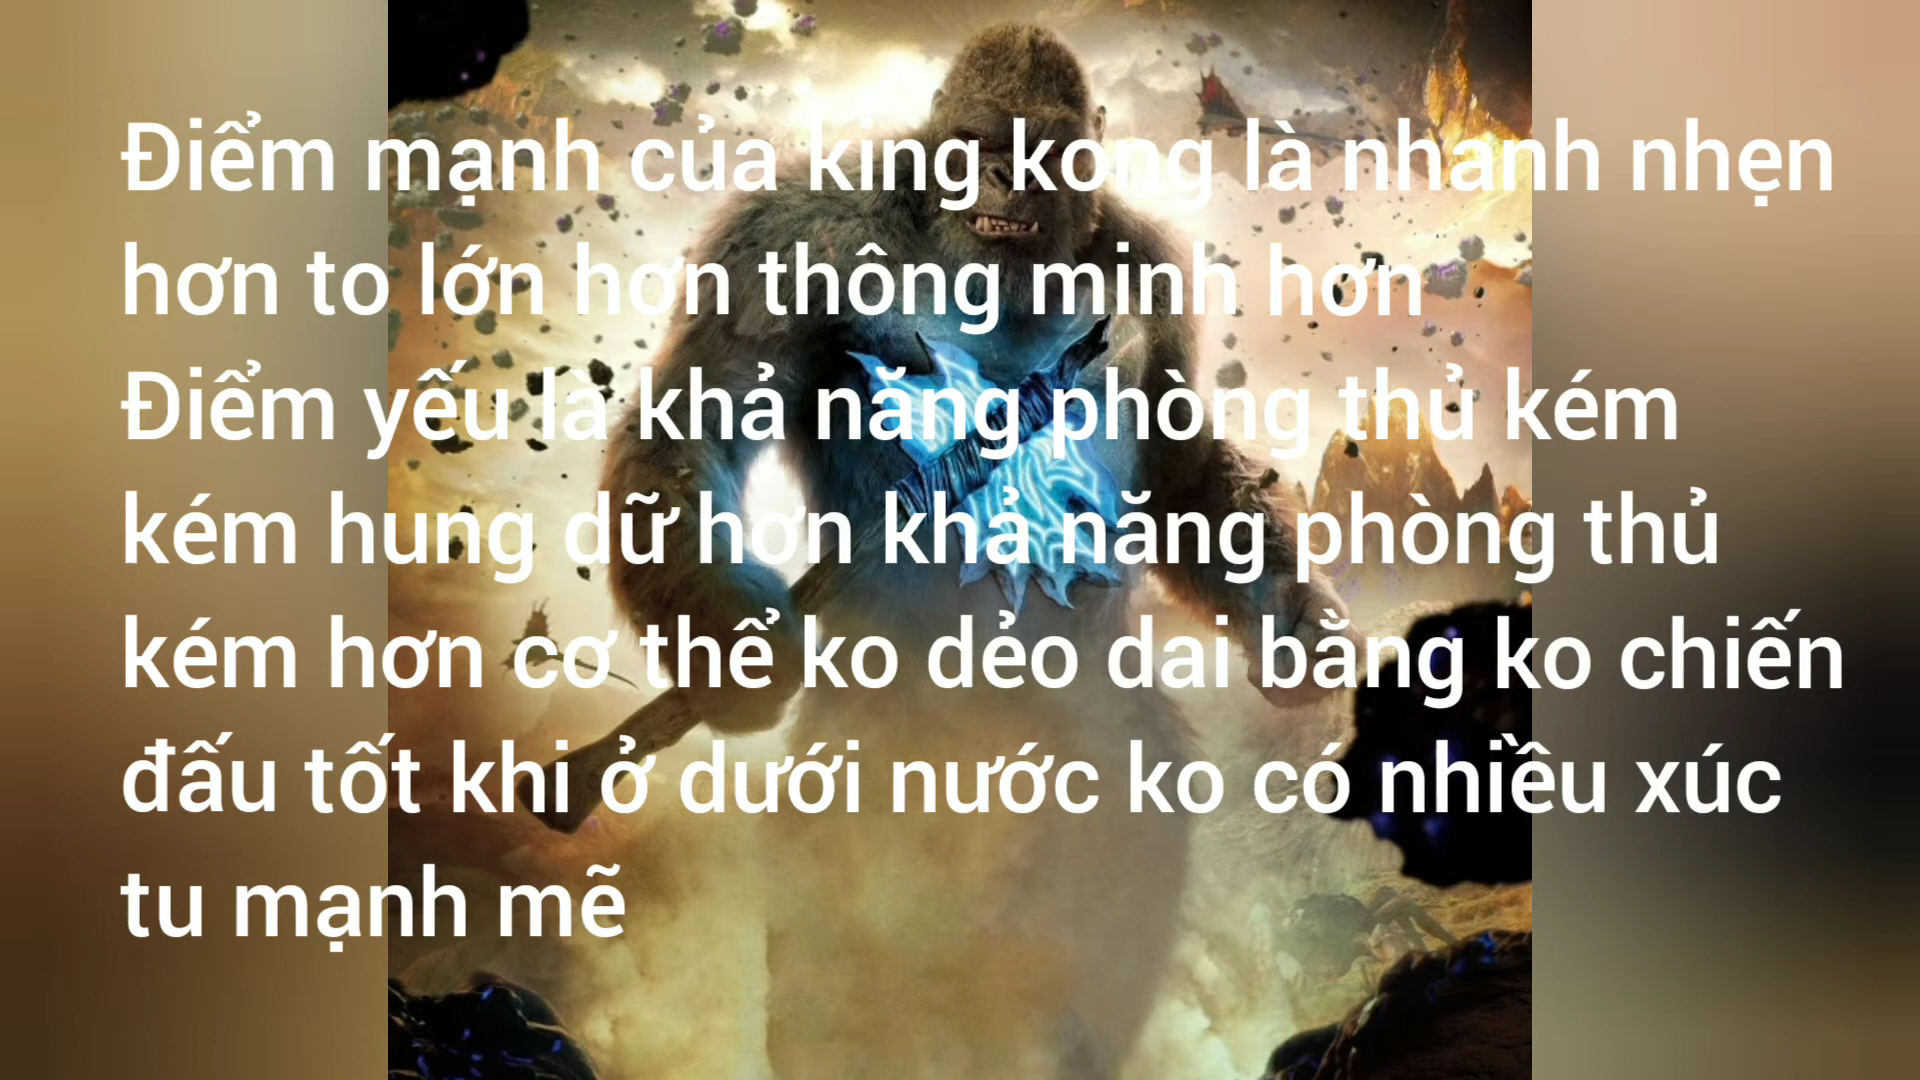 Điểm mạnh của king kong là nhanh nhẹn
hơn to lớn hơn thông minh hơn
Điểm yếu là khả năng phòng thủ kém
kém hung dữ hơn khả năng phòng thủ
kém hơn cơ thể ko dẻo dai bằng ko chiến
đấu tốt khi ở dưới nước ko có nhiều xúc
tu mạnh mẽ